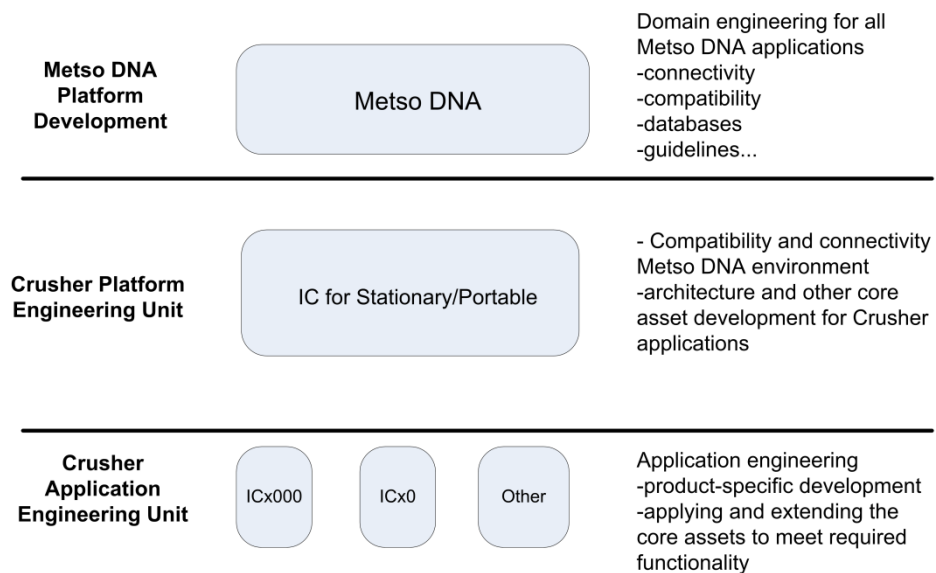 Metso DNA
Platform
Development
Metso DNA
Domain engineering for all
Metso DNA applications
-connectivity
-compatibility
-databases
-guidelines...
Crusher Platform
Engineering Unit
IC for Stationary/Portable
- Compatibility and connectivity
Metso DNA environment
-architecture and other core
asset development for Crusher
applications
Crusher
Application
Engineering Unit
ICx000
ICx0
Other
Application engineering
-product-specific development
-applying and extending the
core assets to meet required
functionality